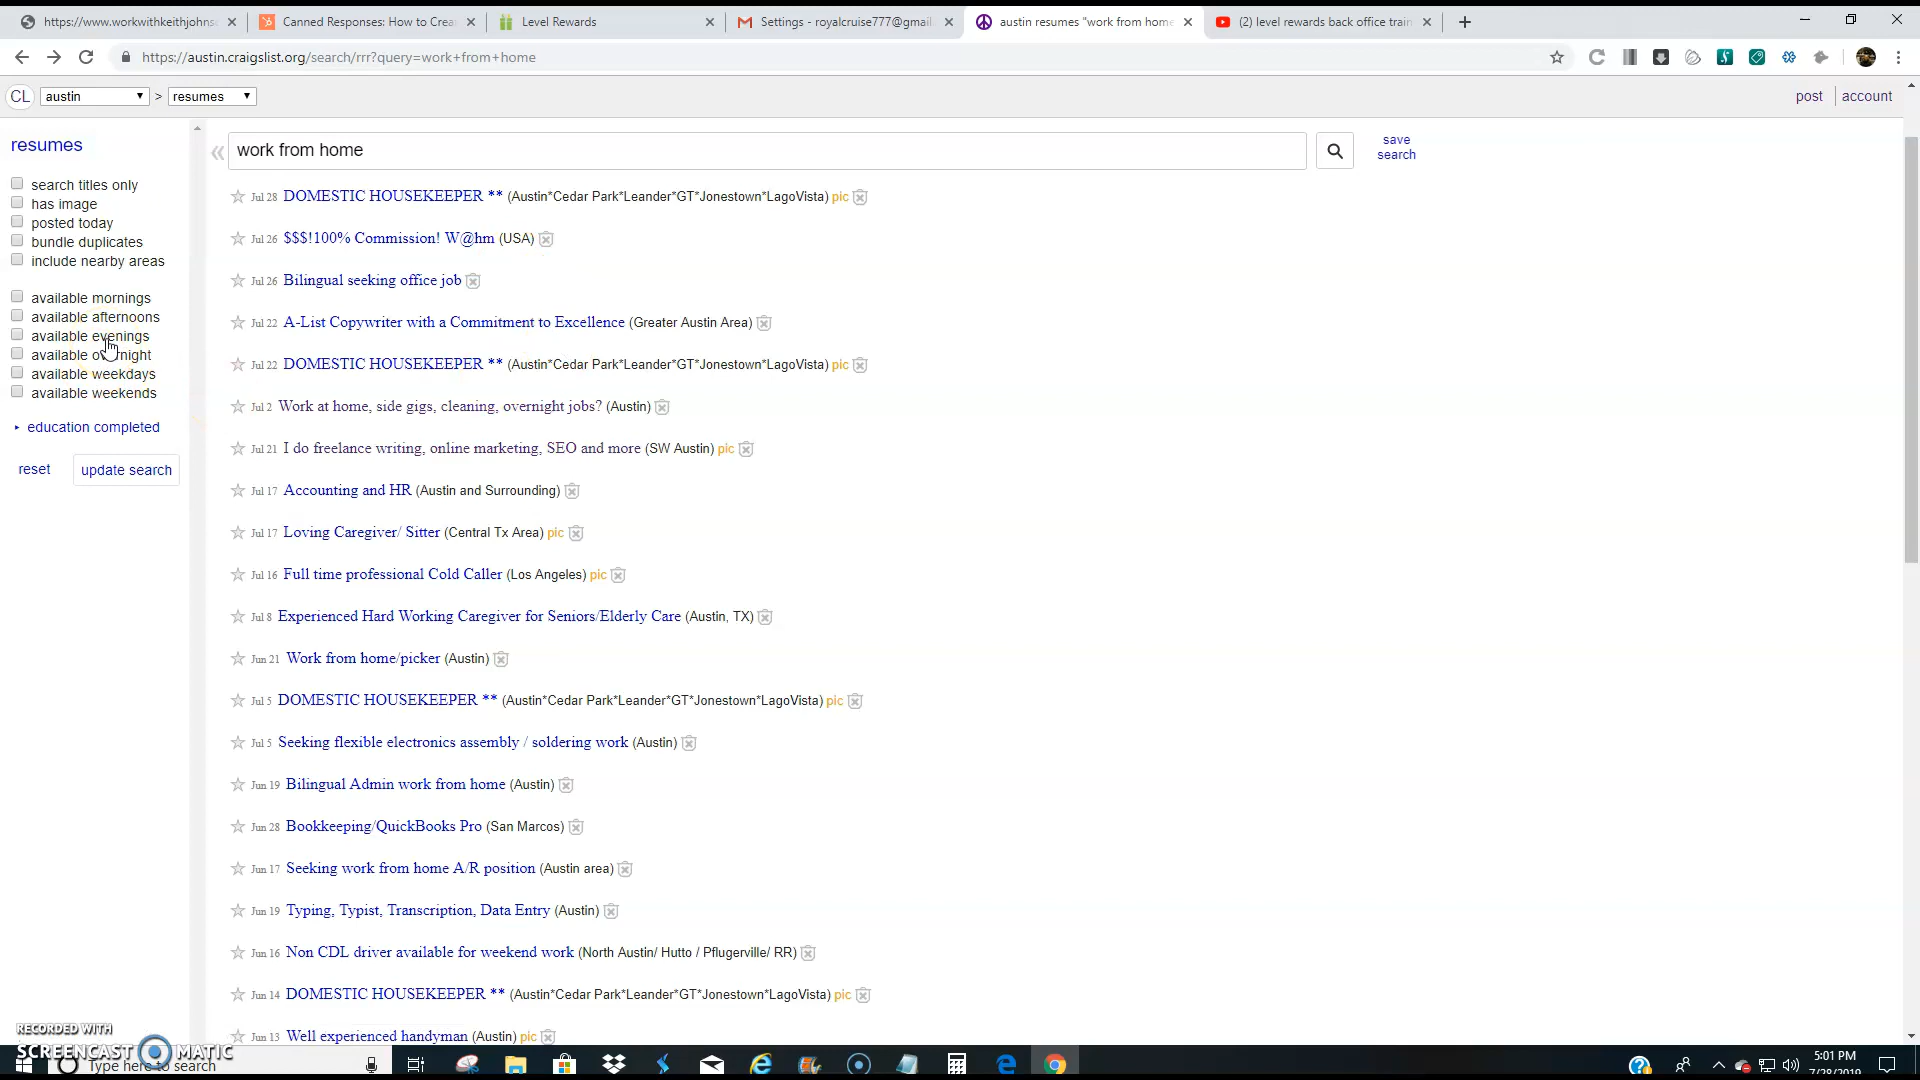 https://www.workwithkeithjohnso
Canned Responses: How to Crea
Level Rewards
Settings - royalcruise777@gmail.
austin resumes "work from home
(2) level rewards back office train
https://austin.craigslist.org/search/rrr?query=work+from+home
CL austin > resumes
post account
resumes
search titles only
has image
posted today
bundle duplicates
include nearby areas
available mornings
available afternoons
available evenings
available overnight
available weekdays
available weekends
education completed
reset update search
work from home
save search
Jul 28 DOMESTIC HOUSEKEEPER ** (Austin*Cedar Park*Leander*GT*Jonestown*LagoVista) pic
Jul 26 $$$!100% Commission! W@hm (USA)
Jul 26 Bilingual seeking office job
Jul 22 A-List Copywriter with a Commitment to Excellence (Greater Austin Area)
Jul 22 DOMESTIC HOUSEKEEPER ** (Austin*Cedar Park*Leander*GT*Jonestown*LagoVista) pic
Jul 2 Work at home, side gigs, cleaning, overnight jobs? (Austin)
Jul 21 I do freelance writing, online marketing, SEO and more (SW Austin) pic
Jul 17 Accounting and HR (Austin and Surrounding)
Jul 17 Loving Caregiver/ Sitter (Central Tx Area) pic
Jul 16 Full time professional Cold Caller (Los Angeles) pic
Jul 8 Experienced Hard Working Caregiver for Seniors/Elderly Care (Austin, TX)
Jun 21 Work from home/picker (Austin)
Jul 5 DOMESTIC HOUSEKEEPER ** (Austin*Cedar Park*Leander*GT*Jonestown*LagoVista) pic
Jul 5 Seeking flexible electronics assembly / soldering work (Austin)
Jun 19 Bilingual Admin work from home (Austin)
Jun 28 Bookkeeping/QuickBooks Pro (San Marcos)
Jun 17 Seeking work from home A/R position (Austin area)
Jun 19 Typing, Typist, Transcription, Data Entry (Austin)
Jun 16 Non CDL driver available for weekend work (North Austin/ Hutto / Pflugerville/ RR)
Jun 14 DOMESTIC HOUSEKEEPER ** (Austin*Cedar Park*Leander*GT*Jonestown*LagoVista) pic
Jun 13 Well experienced handyman (Austin) pic
RECORDED WITH
SCREENCAST MATIC
Type here to search
5:01 PM
7/28/2019